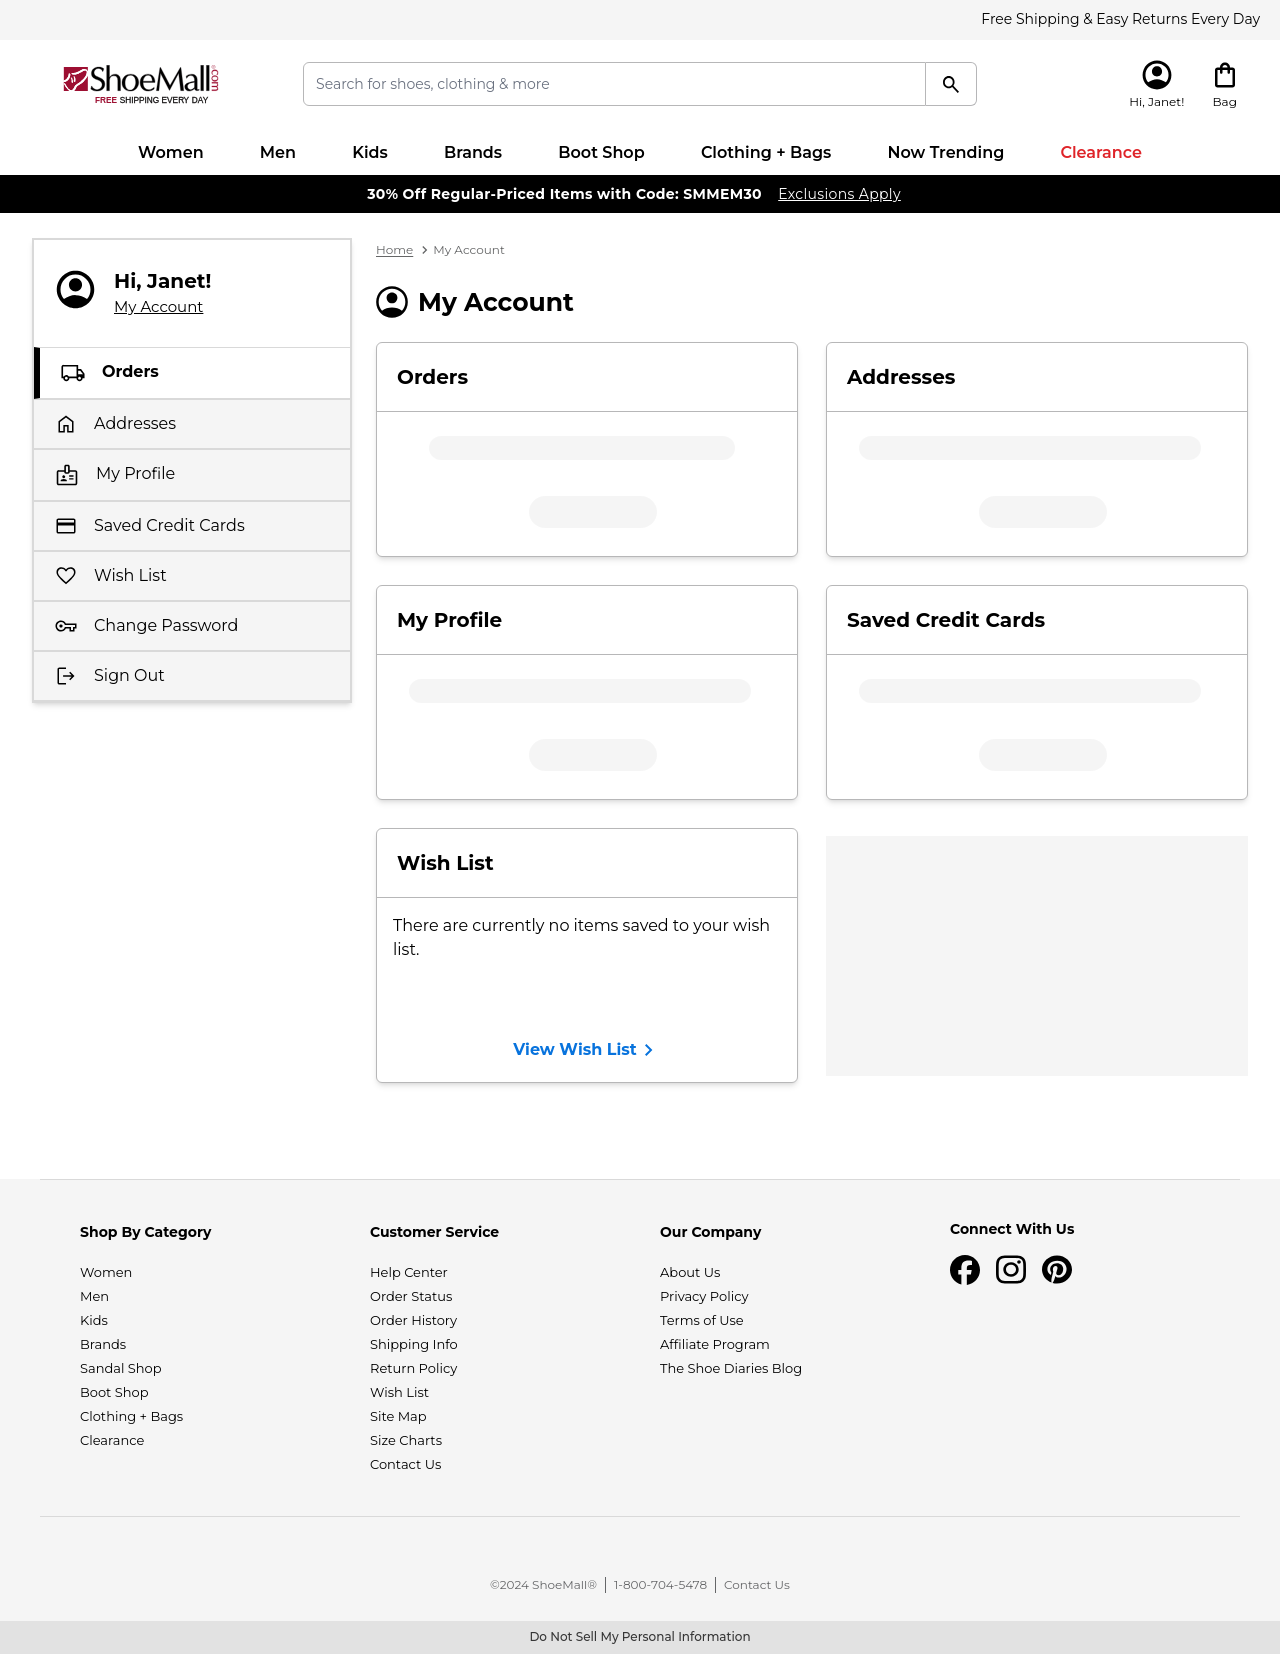 Free Shipping & Easy Returns Every Day
ShoeMall.com
FREE SHIPPING EVERY DAY
Search for shoes, clothing & more
Hi, Janet!
Bag
Women Men Kids Brands Boot Shop Clothing + Bags Now Trending Clearance
30% Off Regular-Priced Items with Code: SMMEM30 Exclusions Apply
Hi, Janet!
My Account
Orders
Addresses
My Profile
Saved Credit Cards
Wish List
Change Password
Sign Out
Home > My Account
My Account
Orders
Addresses
My Profile
Saved Credit Cards
Wish List
There are currently no items saved to your wish
list.
View Wish List >
Shop By Category
Women
Men
Kids
Brands
Sandal Shop
Boot Shop
Clothing + Bags
Clearance
Customer Service
Help Center
Order Status
Order History
Shipping Info
Return Policy
Wish List
Site Map
Size Charts
Contact Us
Our Company
About Us
Privacy Policy
Terms of Use
Affiliate Program
The Shoe Diaries Blog
Connect With Us
©2024 ShoeMall® | 1-800-704-5478 | Contact Us
Do Not Sell My Personal Information